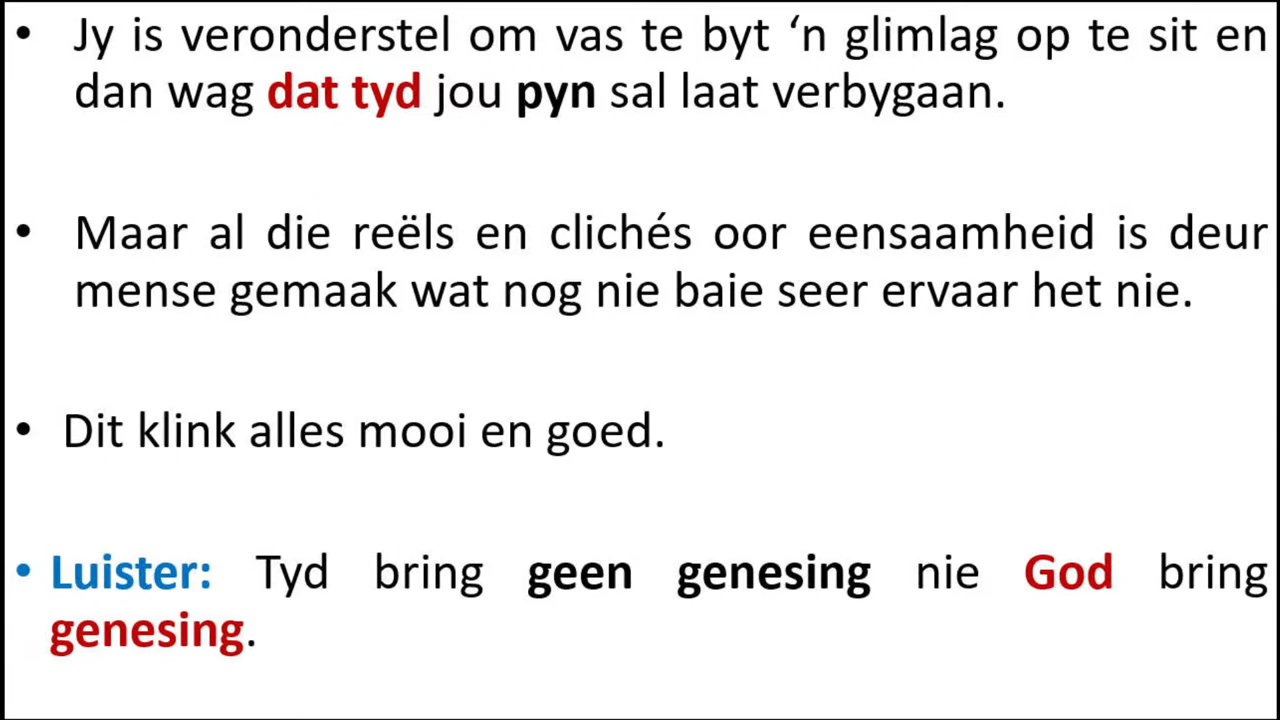 • Jy is veronderstel om vas te byt ‘n glimlag op te sit en
dan wag dat tyd jou pyn sal laat verbygaan.
• Maar al die reëls en clichés oor eensaamheid is deur
mense gemaak wat nog nie baie seer ervaar het nie.
• Dit klink alles mooi en goed.
• Luister: Tyd bring geen genesing nie God bring
genesing.